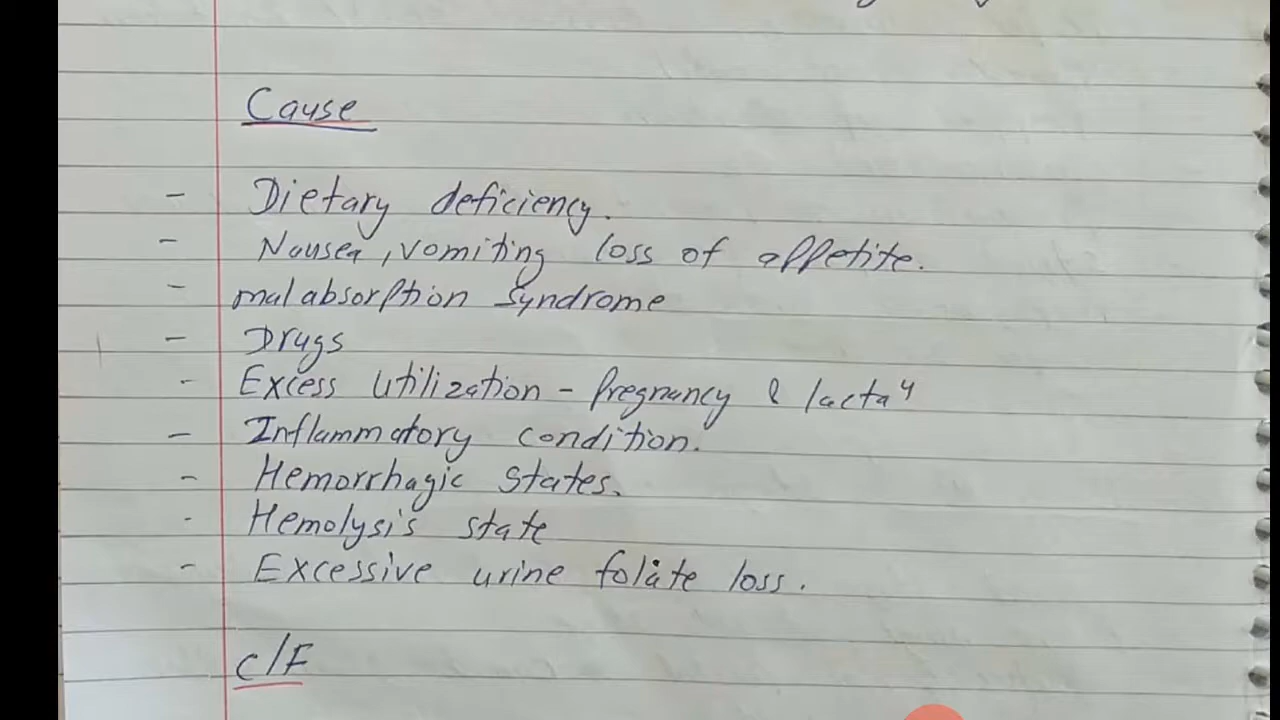 Cause
- Dietary deficiency.
- Nausea, vomiting loss of appetite.
- malabsorption Syndrome
- Drugs
- Excess utilization - Pregnancy & lactaⁿ
- Inflammatory condition.
- Hemorrhagic states.
- Hemolysis state
- Excessive urine folate loss.
C/F